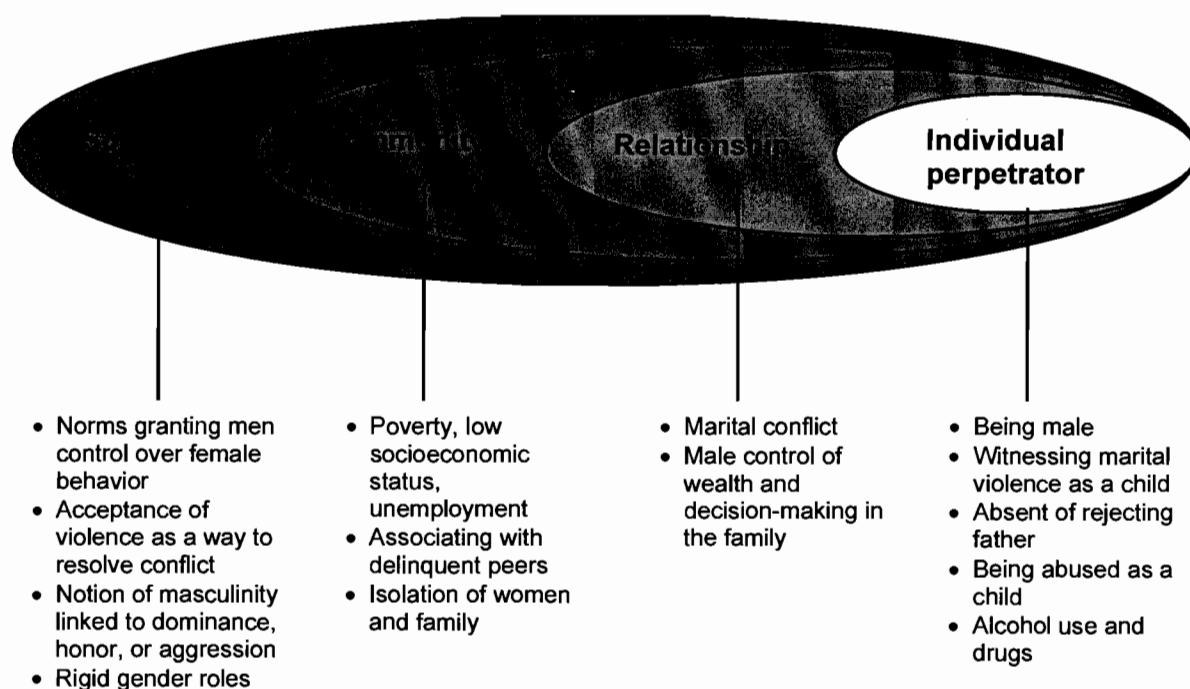 Relationship
Individual
perpetrator
• Norms granting men
control over female
behavior
• Acceptance of
violence as a way to
resolve conflict
• Notion of masculinity
linked to dominance,
honor, or aggression
• Rigid gender roles
• Poverty, low
socioeconomic
status,
unemployment
• Associating with
delinquent peers
• Isolation of women
and family
• Marital conflict
• Male control of
wealth and
decision-making in
the family
• Being male
• Witnessing marital
violence as a child
• Absent of rejecting
father
• Being abused as a
child
• Alcohol use and
drugs